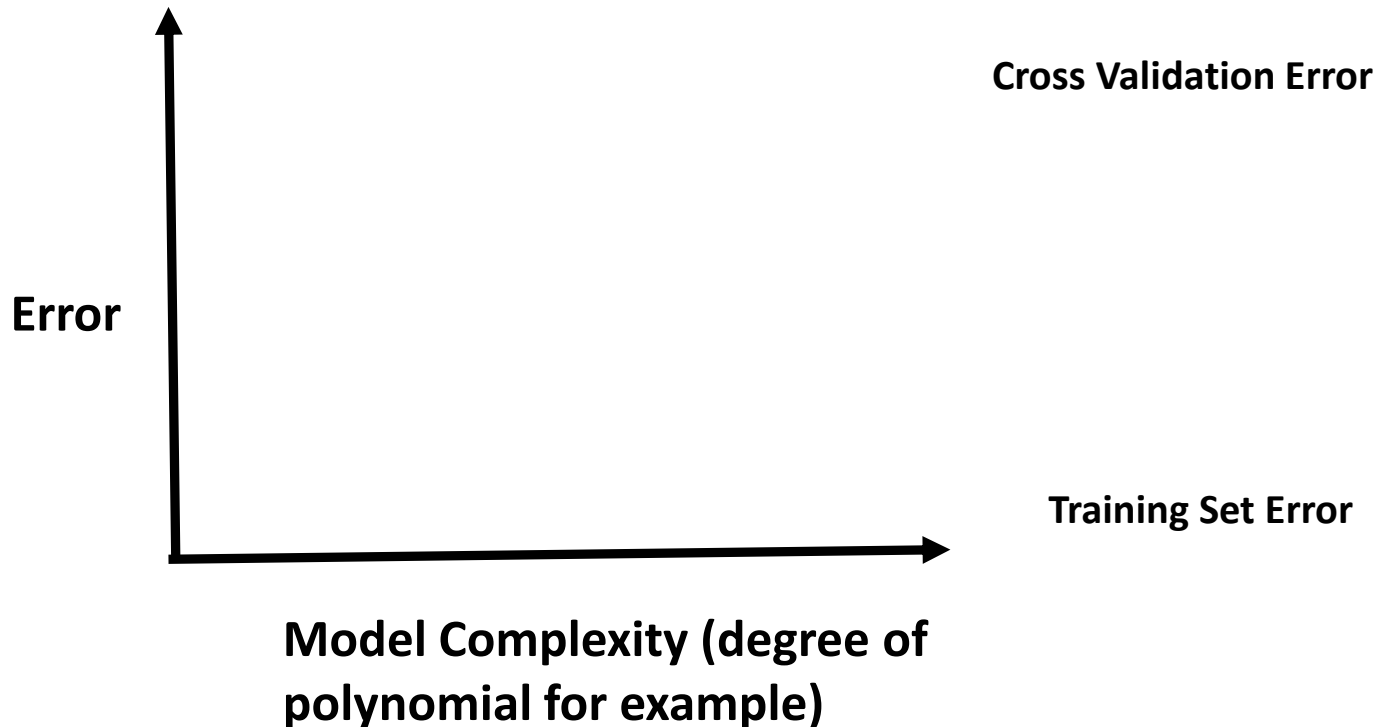 Cross Validation Error
Error
Training Set Error
Model Complexity (degree of
polynomial for example)